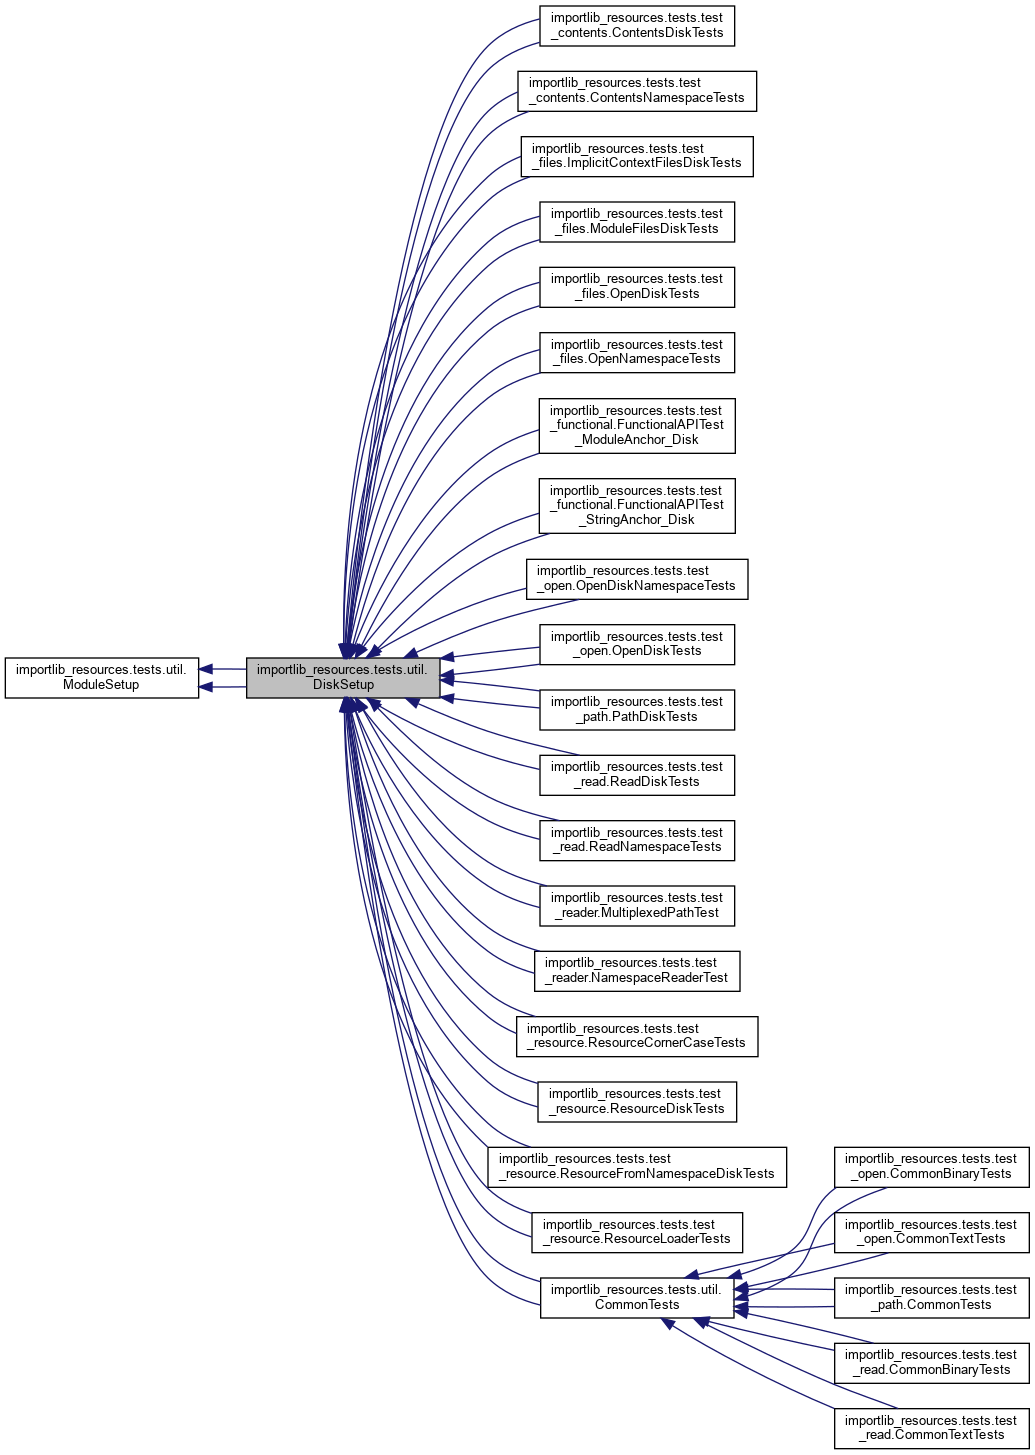 importlib_resources.tests.test
_contents.ContentsDiskTests
importlib_resources.tests.test
_contents.ContentsNamespaceTests
importlib_resources.tests.test
_files.ImplicitContextFilesDiskTests
importlib_resources.tests.test
_files.ModuleFilesDiskTests
importlib_resources.tests.test
_files.OpenDiskTests
importlib_resources.tests.test
_files.OpenNamespaceTests
importlib_resources.tests.test
_functional.FunctionalAPITest
_ModuleAnchor_Disk
importlib_resources.tests.test
_functional.FunctionalAPITest
_StringAnchor_Disk
importlib_resources.tests.test
_open.OpenDiskNamespaceTests
importlib_resources.tests.test
_open.OpenDiskTests
importlib_resources.tests.util.
ModuleSetup
importlib_resources.tests.util.
DiskSetup
importlib_resources.tests.test
_path.PathDiskTests
importlib_resources.tests.test
_read.ReadDiskTests
importlib_resources.tests.test
_read.ReadNamespaceTests
importlib_resources.tests.test
_reader.MultiplexedPathTest
importlib_resources.tests.test
_reader.NamespaceReaderTest
importlib_resources.tests.test
_resource.ResourceCornerCaseTests
importlib_resources.tests.test
_resource.ResourceDiskTests
importlib_resources.tests.test
_resource.ResourceFromNamespaceDiskTests
importlib_resources.tests.test
_resource.ResourceLoaderTests
importlib_resources.tests.util.
CommonTests
importlib_resources.tests.test
_open.CommonBinaryTests
importlib_resources.tests.test
_open.CommonTextTests
importlib_resources.tests.test
_path.CommonTests
importlib_resources.tests.test
_read.CommonBinaryTests
importlib_resources.tests.test
_read.CommonTextTests